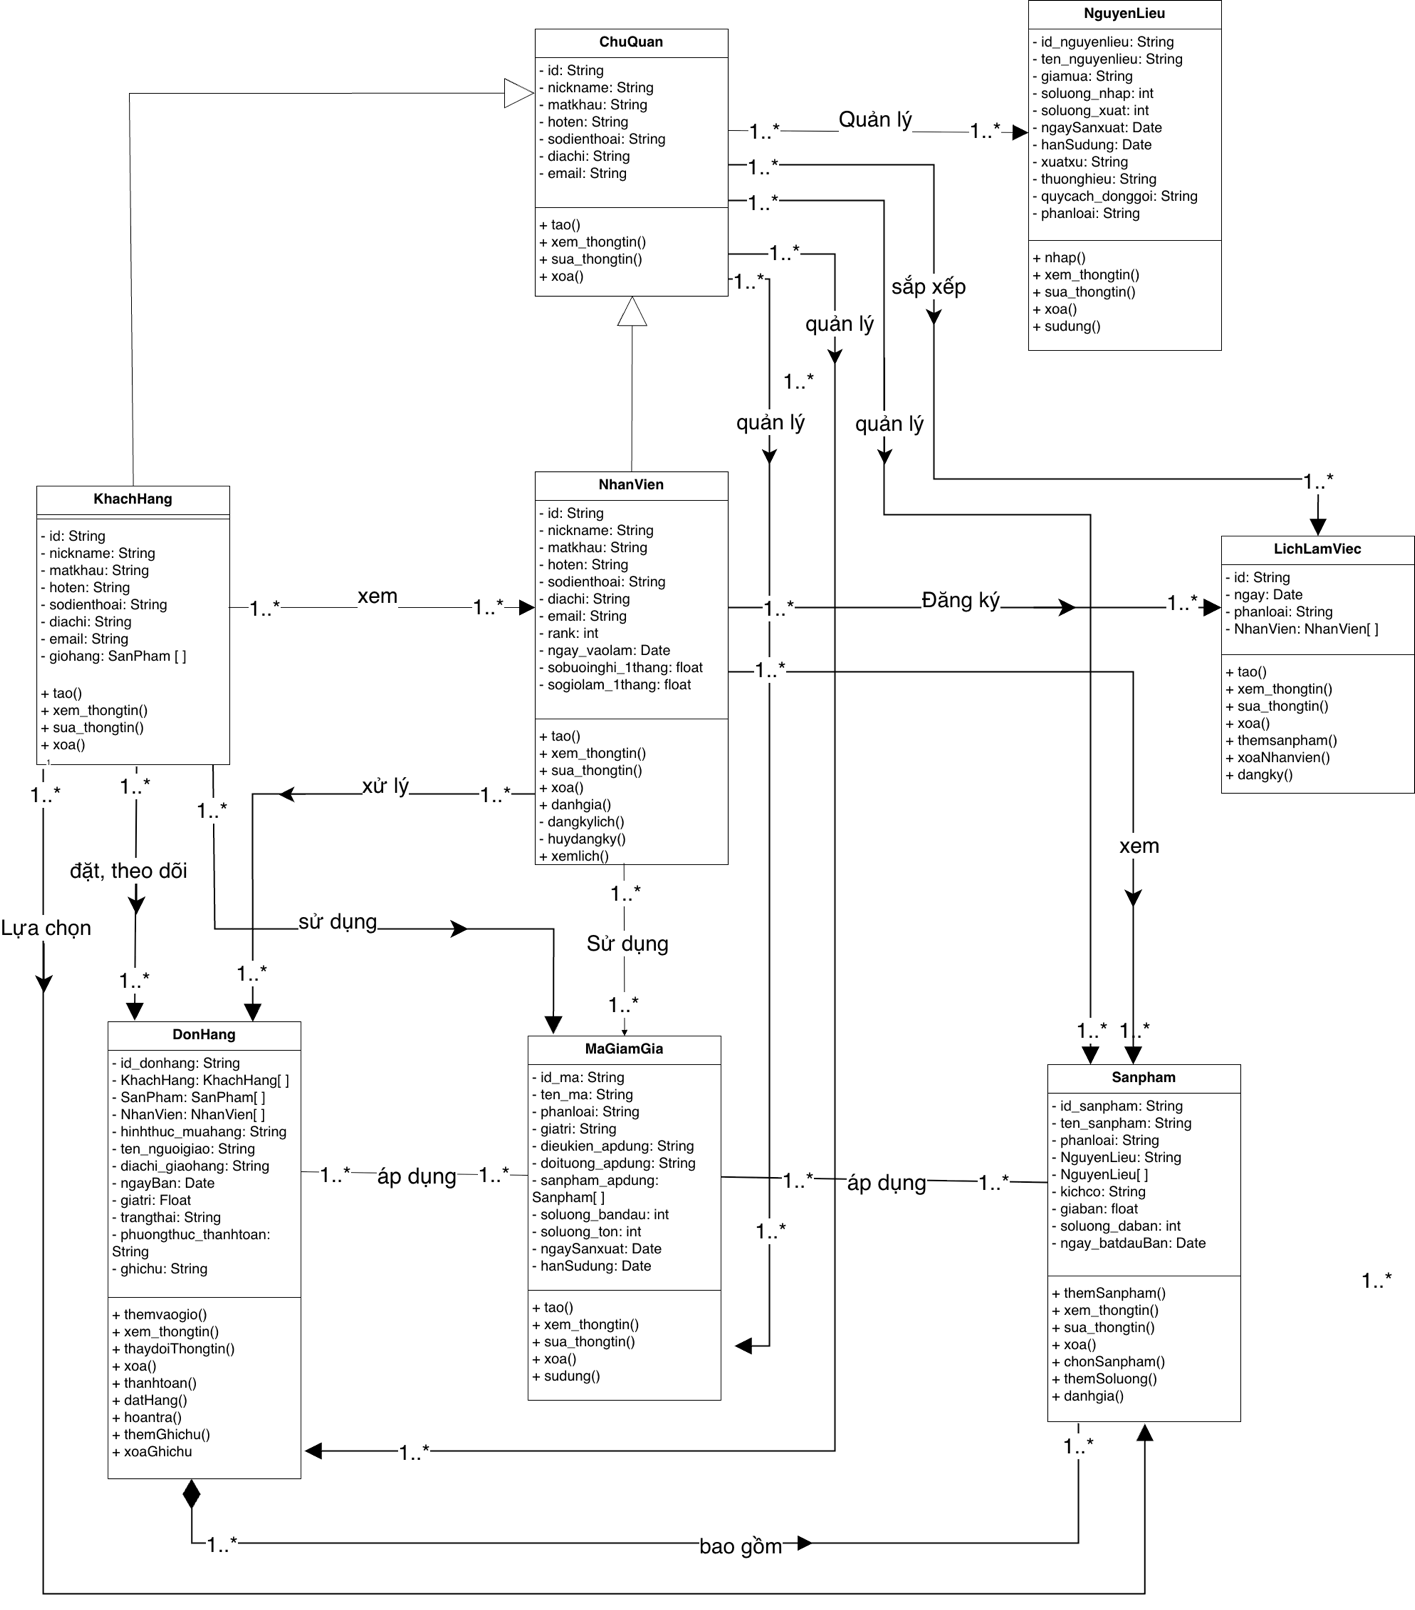 ChuQuan
- id: String
- nickname: String
- matkhau: String
- hoten: String
- sodienthoai: String
- diachi: String
- email: String
+ tao()
+ xem_thongtin()
+ sua_thongtin()
+ xoa()
NguyenLieu
- id_nguyenlieu: String
- ten_nguyenlieu: String
- giamua: String
- soluong_nhap: int
- soluong_xuat: int
- ngaySanxuat: Date
- hanSudung: Date
- xuatxu: String
- thuonghieu: String
- quycach_donggoi: String
- phanloai: String
+ nhap()
+ xem_thongtin()
+ sua_thongtin()
+ xoa()
+ sudung()
1..*
Quản lý
1..*
1..*
1..*
1..*
1..*
sắp xếp
quản lý
1..*
quản lý
quản lý
1..*
KhachHang
- id: String
- nickname: String
- matkhau: String
- hoten: String
- sodienthoai: String
- diachi: String
- email: String
- giohang: SanPham [ ]
+ tao()
+ xem_thongtin()
+ sua_thongtin()
+ xoa()
1
1..*
xem
1..*
NhanVien
- id: String
- nickname: String
- matkhau: String
- hoten: String
- sodienthoai: String
- diachi: String
- email: String
- rank: int
- ngay_vaolam: Date
- sobuoinghi_1thang: float
- sogiolam_1thang: float
+ tao()
+ xem_thongtin()
+ sua_thongtin()
+ xoa()
+ danhgia()
- dangkylich()
- huydangky()
+ xemlich()
1..*
Đăng ký
1..*
1..*
LichLamViec
- id: String
- ngay: Date
- phanloai: String
- NhanVien: NhanVien[ ]
+ tao()
+ xem_thongtin()
+ sua_thongtin()
+ xoa()
+ themsanpham()
+ xoaNhanvien()
+ dangky()
1..*
1..*
1..*
xử lý
1..*
xem
đặt, theo dõi
1..*
Lựa chọn
sử dụng
Sử dụng
1..*
1..*
1..*
1..*
1..*
DonHang
- id_donhang: String
- KhachHang: KhachHang[ ]
- SanPham: SanPham[ ]
- NhanVien: NhanVien[ ]
- hinhthuc_muahang: String
- ten_nguoigiao: String
- diachi_giaohang: String
- ngayBan: Date
- giatri: Float
- trangthai: String
- phuongthuc_thanhtoan:
String
- ghichu: String
+ themvaogio()
+ xem_thongtin()
+ thaydoiThongtin()
+ xoa()
+ thanhtoan()
+ datHang()
+ hoantra()
+ themGhichu()
+ xoaGhichu
1..*
áp dụng
1..*
MaGiamGia
- id_ma: String
- ten_ma: String
- phanloai: String
- giatri: String
- dieukien_apdung: String
- doituong_apdung: String
- sanpham_apdung:
Sanpham[ ]
- soluong_bandau: int
- soluong_ton: int
- ngaySanxuat: Date
- hanSudung: Date
+ tao()
+ xem_thongtin()
+ sua_thongtin()
+ xoa()
+ sudung()
1..*
áp dụng
1..*
1..*
Sanpham
- id_sanpham: String
- ten_sanpham: String
- phanloai: String
- NguyenLieu: String
- NguyenLieu[ ]
- kichco: String
- giaban: float
- soluong_daban: int
- ngay_batdauBan: Date
+ themSanpham()
+ xem_thongtin()
+ sua_thongtin()
+ xoa()
+ chonSanpham()
+ themSoluong()
+ danhgia()
1..*
1..*
1..*
1..*
bao gồm